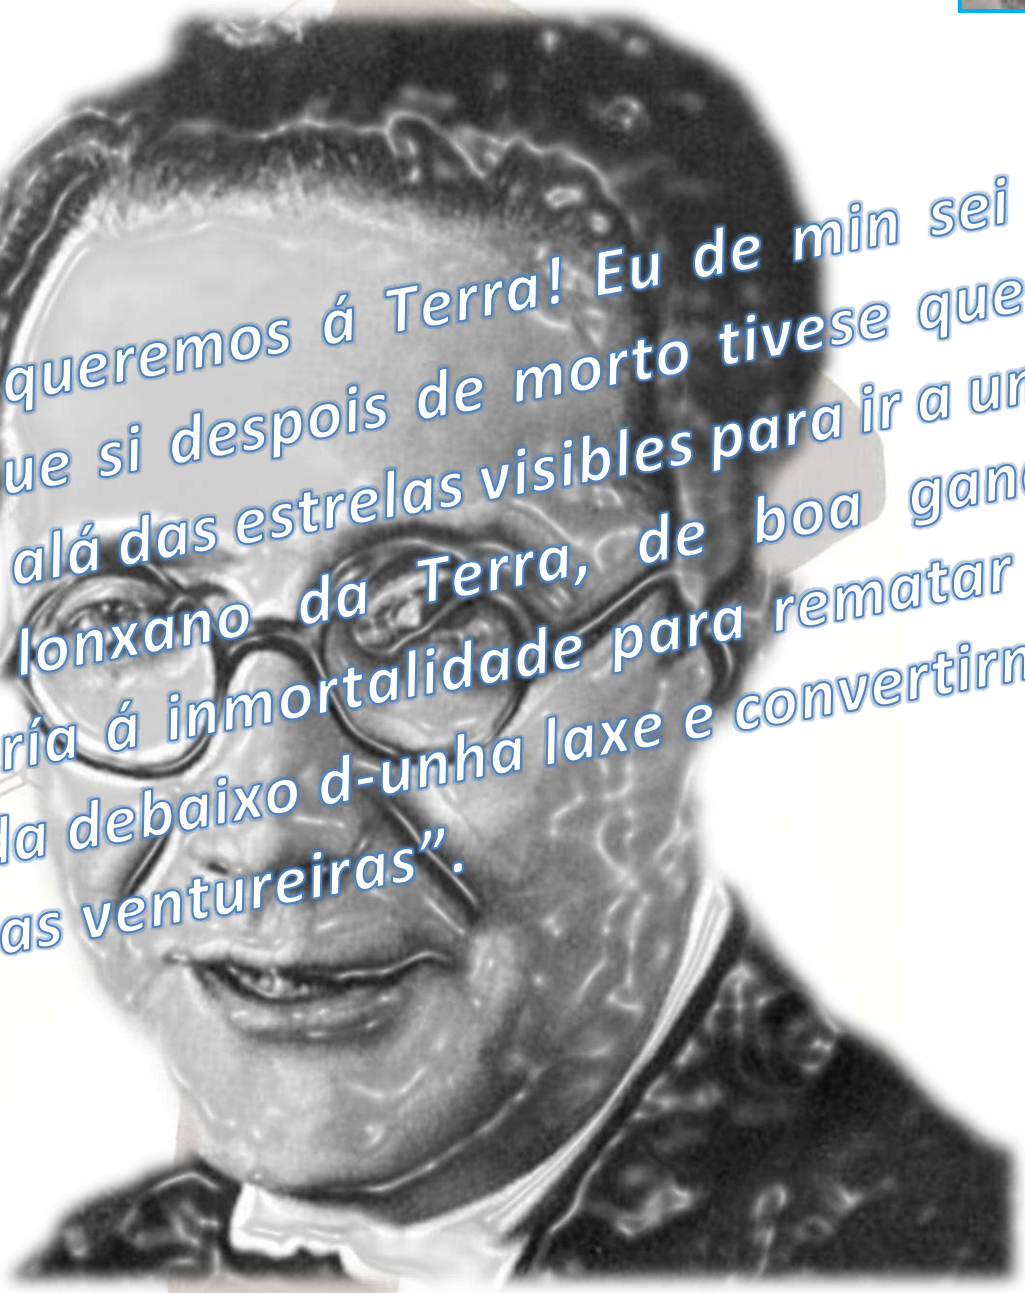 queremos á Terra! Eu de min sei
ue si despois de morto tivese que
alá das estrelas visibles para ir a un
lonxano da Terra, de boa gan
ría á inmortalidade para rematar
da debaixo d-unha laxe e convertirm
as ventureiras”.